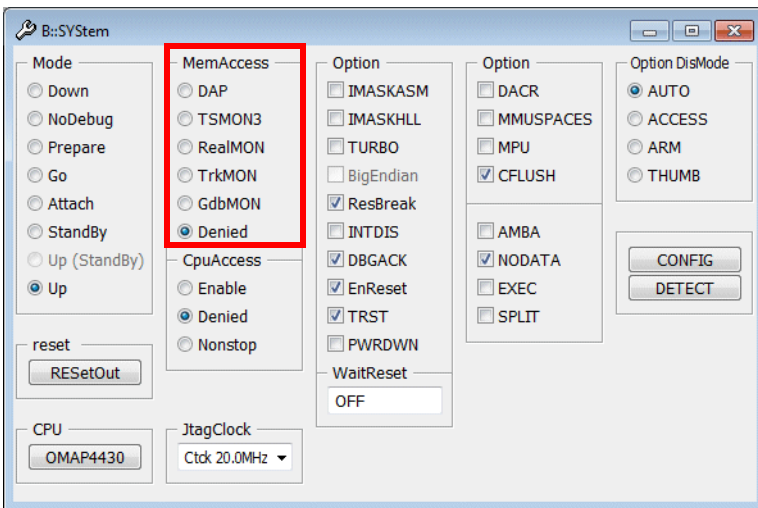 B::SYStem
Mode
Down
NoDebug
Prepare
Go
Attach
StandBy
Up (StandBy)
Up
reset
RESetOut
CPU
OMAP4430
MemAccess
DAP
TSMON3
RealMON
TrkMON
GdbMON
Denied
CpuAccess
Enable
Denied
Nonstop
JtagClock
Ctck 20.0MHz
Option
IMASKASM
IMASKHLL
TURBO
BigEndian
ResBreak
INTDIS
DBGACK
EnReset
TRST
PWRDWN
WaitReset
OFF
Option
DACR
MMUSPACES
MPU
CFLUSH
AMBA
NODATA
EXEC
SPLIT
Option DisMode
AUTO
ACCESS
ARM
THUMB
CONFIG
DETECT